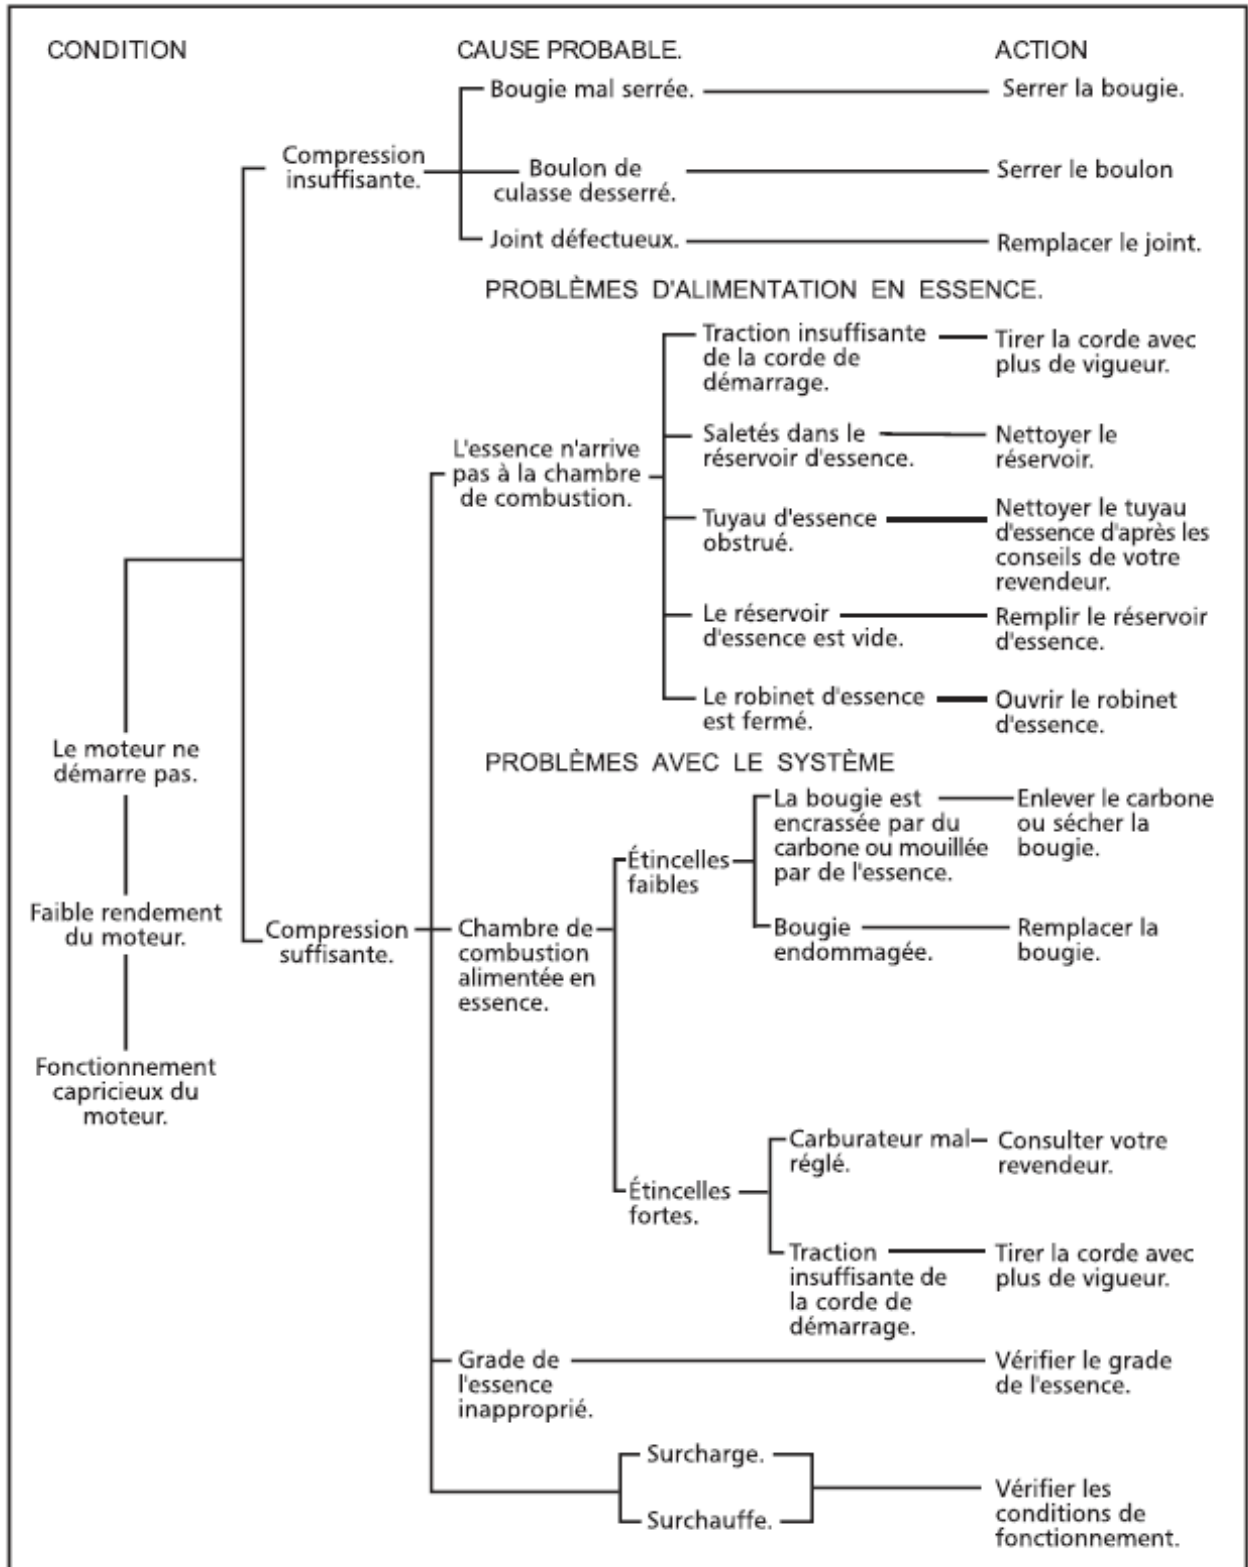 CONDITION
CAUSE PROBABLE.
ACTION
Bougie mal serrée.
Serrer la bougie.
Compression
insuffisante.
Boulon de
culasse desserré.
Serrer le boulon
Joint défectueux.
Remplacer le joint.
PROBLÈMES D'ALIMENTATION EN ESSENCE.
Traction insuffisante
de la corde de
démarrage.
Tirer la corde avec
plus de vigueur.
L'essence n'arrive
pas à la chambre
de combustion.
Saletés dans le
réservoir d'essence.
Nettoyer le
réservoir.
Tuyau d'essence
obstrué.
Nettoyer le tuyau
d'essence d'après les
conseils de votre
revendeur.
Le réservoir
d'essence est vide.
Remplir le réservoir
d'essence.
Le robinet d'essence
est fermé.
Ouvrir le robinet
d'essence.
Le moteur ne
démarre pas.
PROBLÈMES AVEC LE SYSTÈME
La bougie est
encrassée par du
carbone ou mouillée
par de l'essence.
Enlever le carbone
ou sécher la
bougie.
Étincelles
faibles
Faible rendement
du moteur.
Compression
suffisante.
Chambre de
combustion
alimentée en
essence.
Bougie
endommagée.
Remplacer la
bougie.
Fonctionnement
capricieux du
moteur.
Carburateur mal
réglé.
Consulter votre
revendeur.
Étincelles
fortes.
Traction
insuffisante de
la corde de
démarrage.
Tirer la corde avec
plus de vigueur.
Grade de
l'essence
inapproprié.
Vérifier le grade
de l'essence.
Surcharge.
Surchauffe.
Vérifier les
conditions de
fonctionnement.